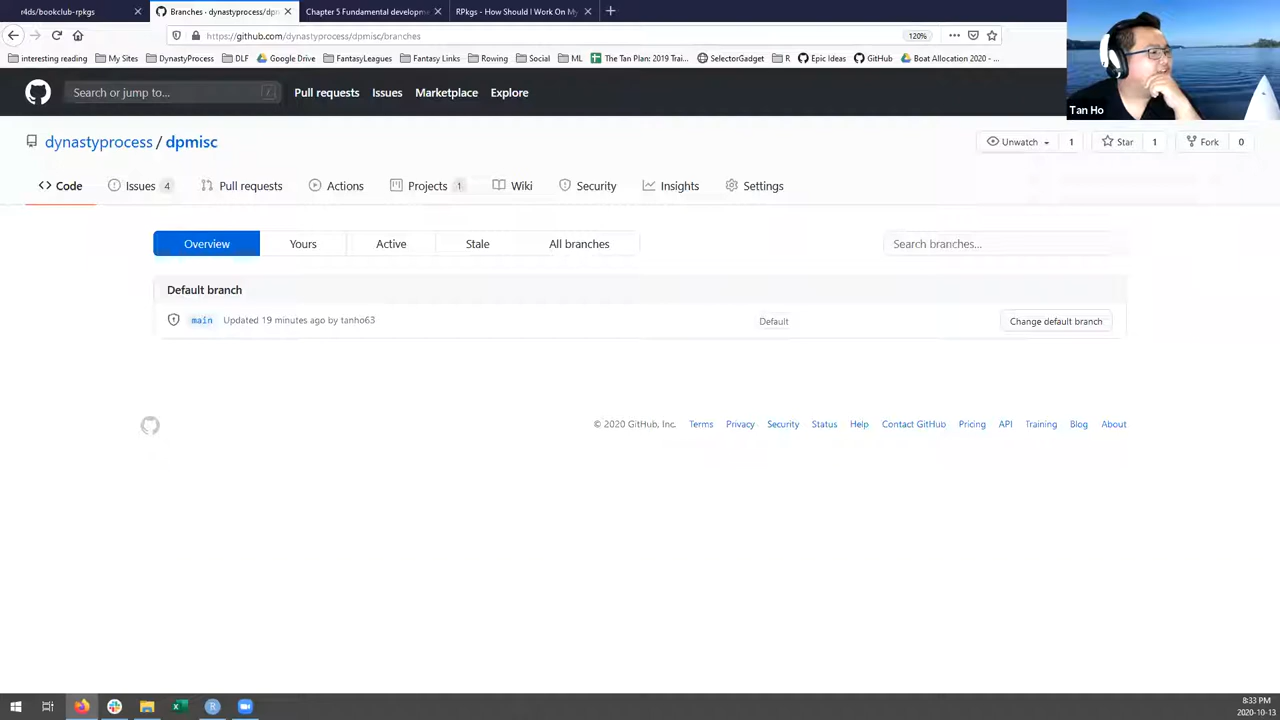 r4ds/bookclub-rpkgs
Branches · dynastyprocess/dpr
Chapter 5 Fundamental developm
RPkgs - How Should I Work On My
https://github.com/dynastyprocess/dpmisc/branches
120%
interesting reading
My Sites
DynastyProcess
DLF
Google Drive
FantasyLeagues
Fantasy Links
Rowing
Social
ML
The Tan Plan: 2019 Trai...
SelectorGadget
R
Epic Ideas
GitHub
Boat Allocation 2020 - ...
Tan Ho
Search or jump to...
/
Pull requests
Issues
Marketplace
Explore
dynastyprocess / dpmisc
Unwatch
1
Star
1
Fork
0
Code
Issues 4
Pull requests
Actions
Projects 1
Wiki
Security
Insights
Settings
Overview
Yours
Active
Stale
All branches
Search branches...
Default branch
main
Updated 19 minutes ago by tanho63
Default
Change default branch
© 2020 GitHub, Inc.
Terms
Privacy
Security
Status
Help
Contact GitHub
Pricing
API
Training
Blog
About
8:33 PM
2020-10-13